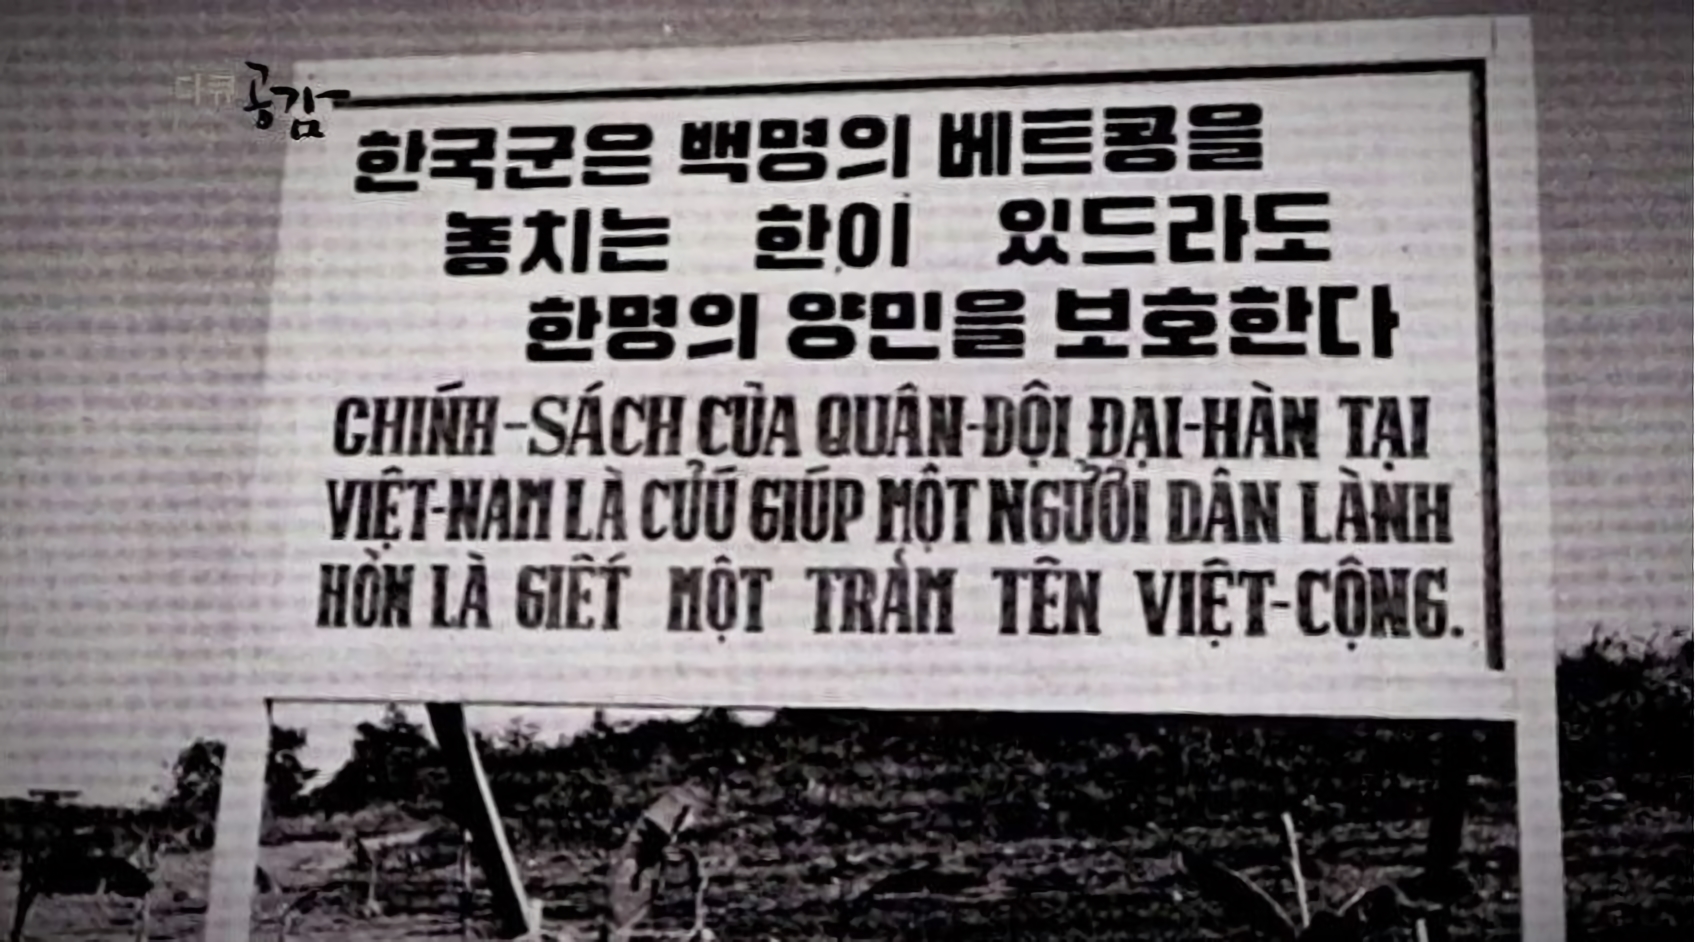 다큐 공감
한국군은 백명의 베트콩을
놓치는 한이 있드라도
한명의 양민을 보호한다
CHIŃH-SÁCH CỦA QUÂN-ĐỘI ĐẠI-HÀN TẠI
VIỆT-NAM LÀ CỨU GIÚP MỘT NGƯỜI DÂN LÀNH
HƠN LÀ GIẾT MỘT TRĂM TÊN VIỆT-CỘNG.